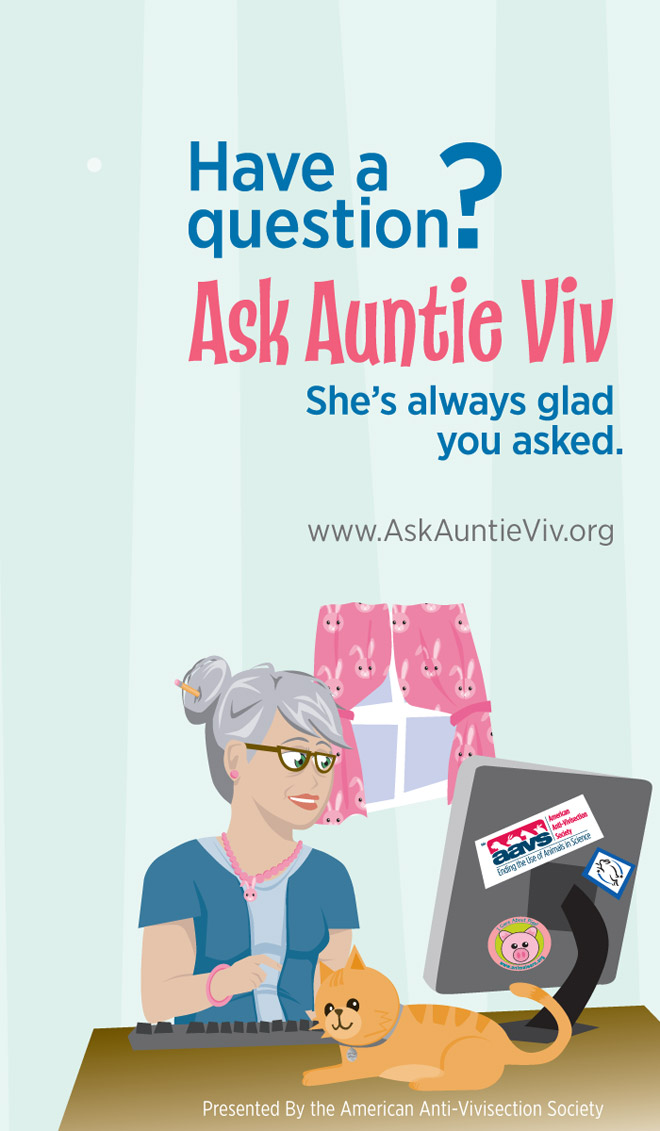 Have a
question?
Ask Auntie Viv
She's always glad
you asked.
www.AskAuntieViv.org
aavs
American
Anti-Vivisection
Society
Ending the Use of Animals in Science
Presented By the American Anti-Vivisection Society